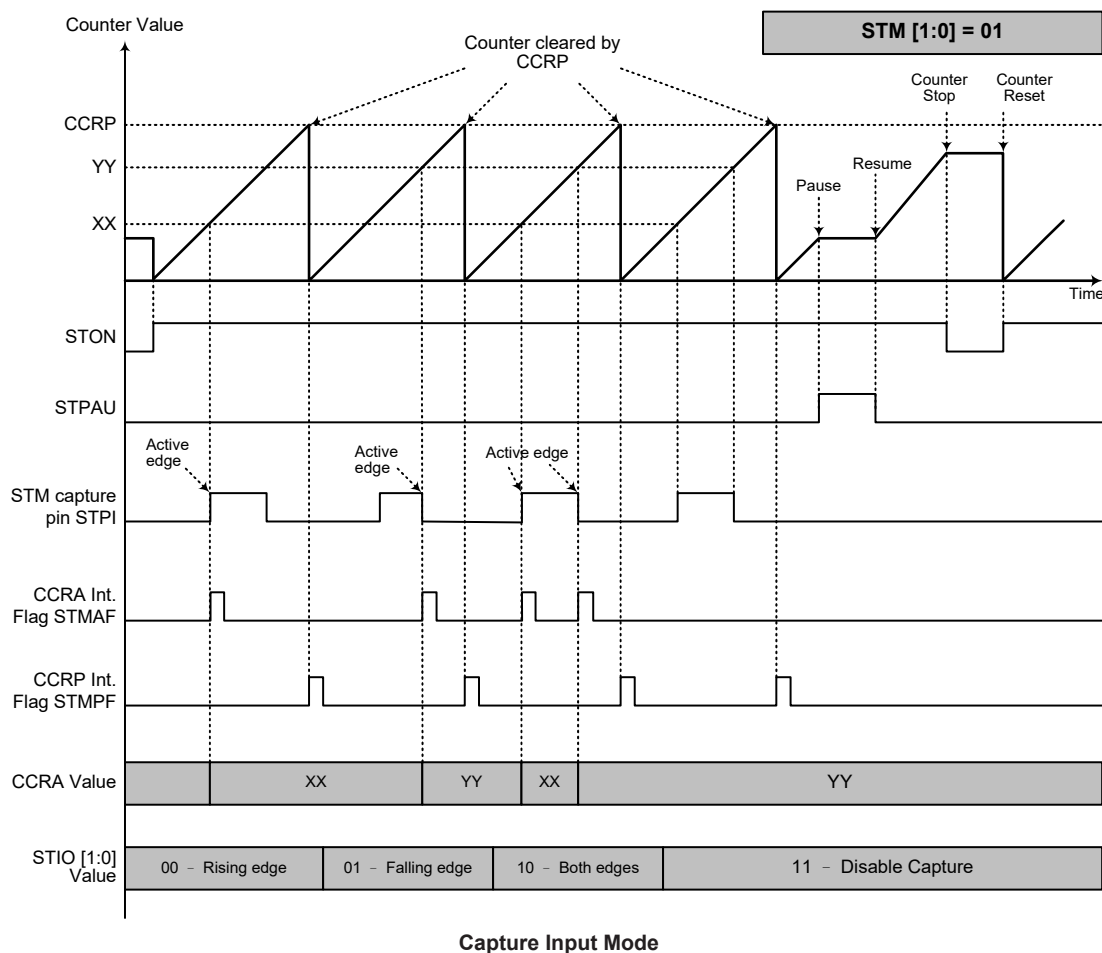 Counter Value
STM [1:0] = 01
Counter cleared by
CCRP
Counter
Stop
Counter
Reset
CCRP
YY
XX
Pause
Resume
Time
STON
STPAU
Active
edge
Active
edge
Active edge
STM capture
pin STPI
CCRA Int.
Flag STMAF
CCRP Int.
Flag STMPF
CCRA Value
XX
YY
XX
YY
STIO [1:0]
Value
00 – Rising edge
01 – Falling edge
10 – Both edges
11 – Disable Capture
Capture Input Mode